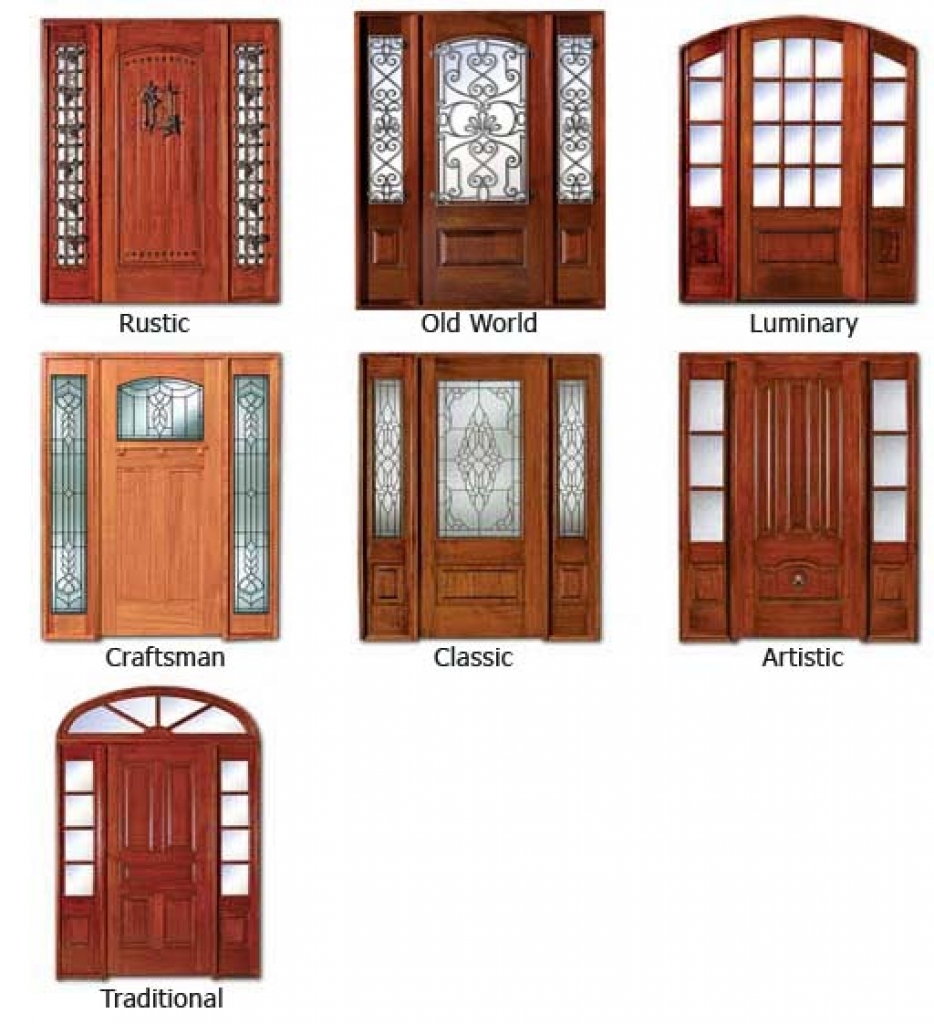 Rustic
Old World
Luminary
Craftsman
Classic
Artistic
Traditional